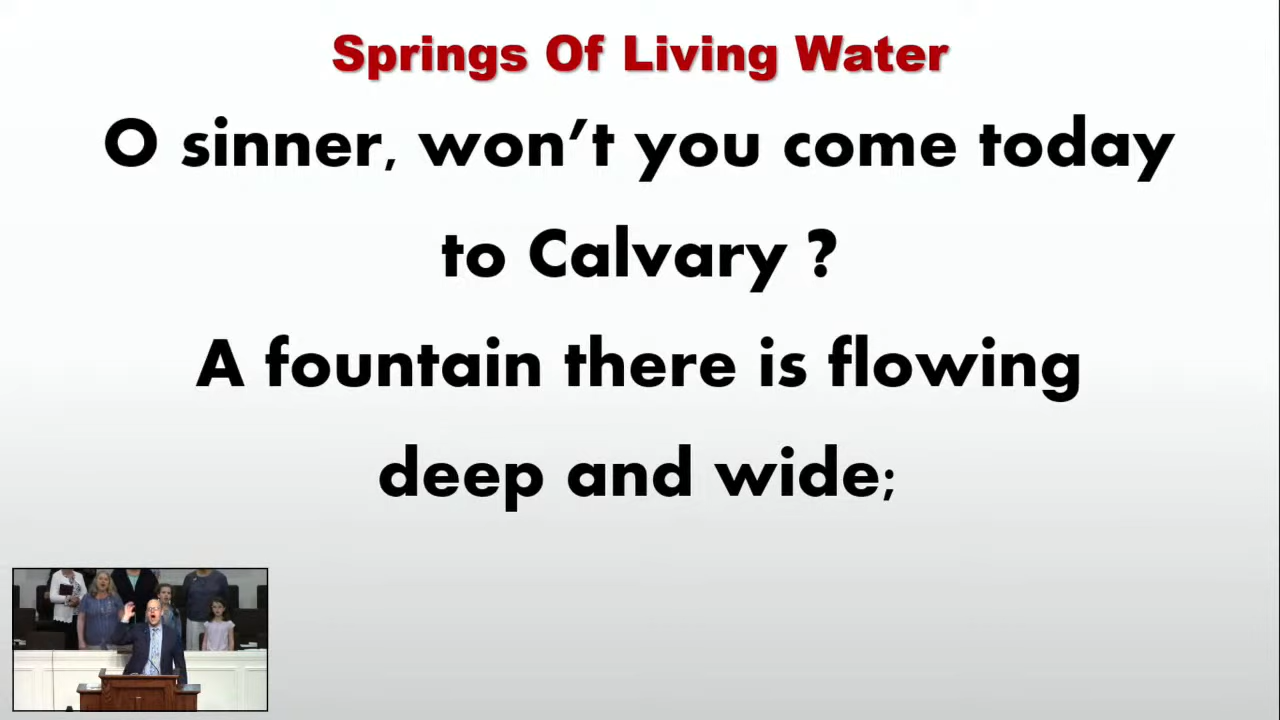 Springs Of Living Water
O sinner, won’t you come today
to Calvary ?
A fountain there is flowing
deep and wide;